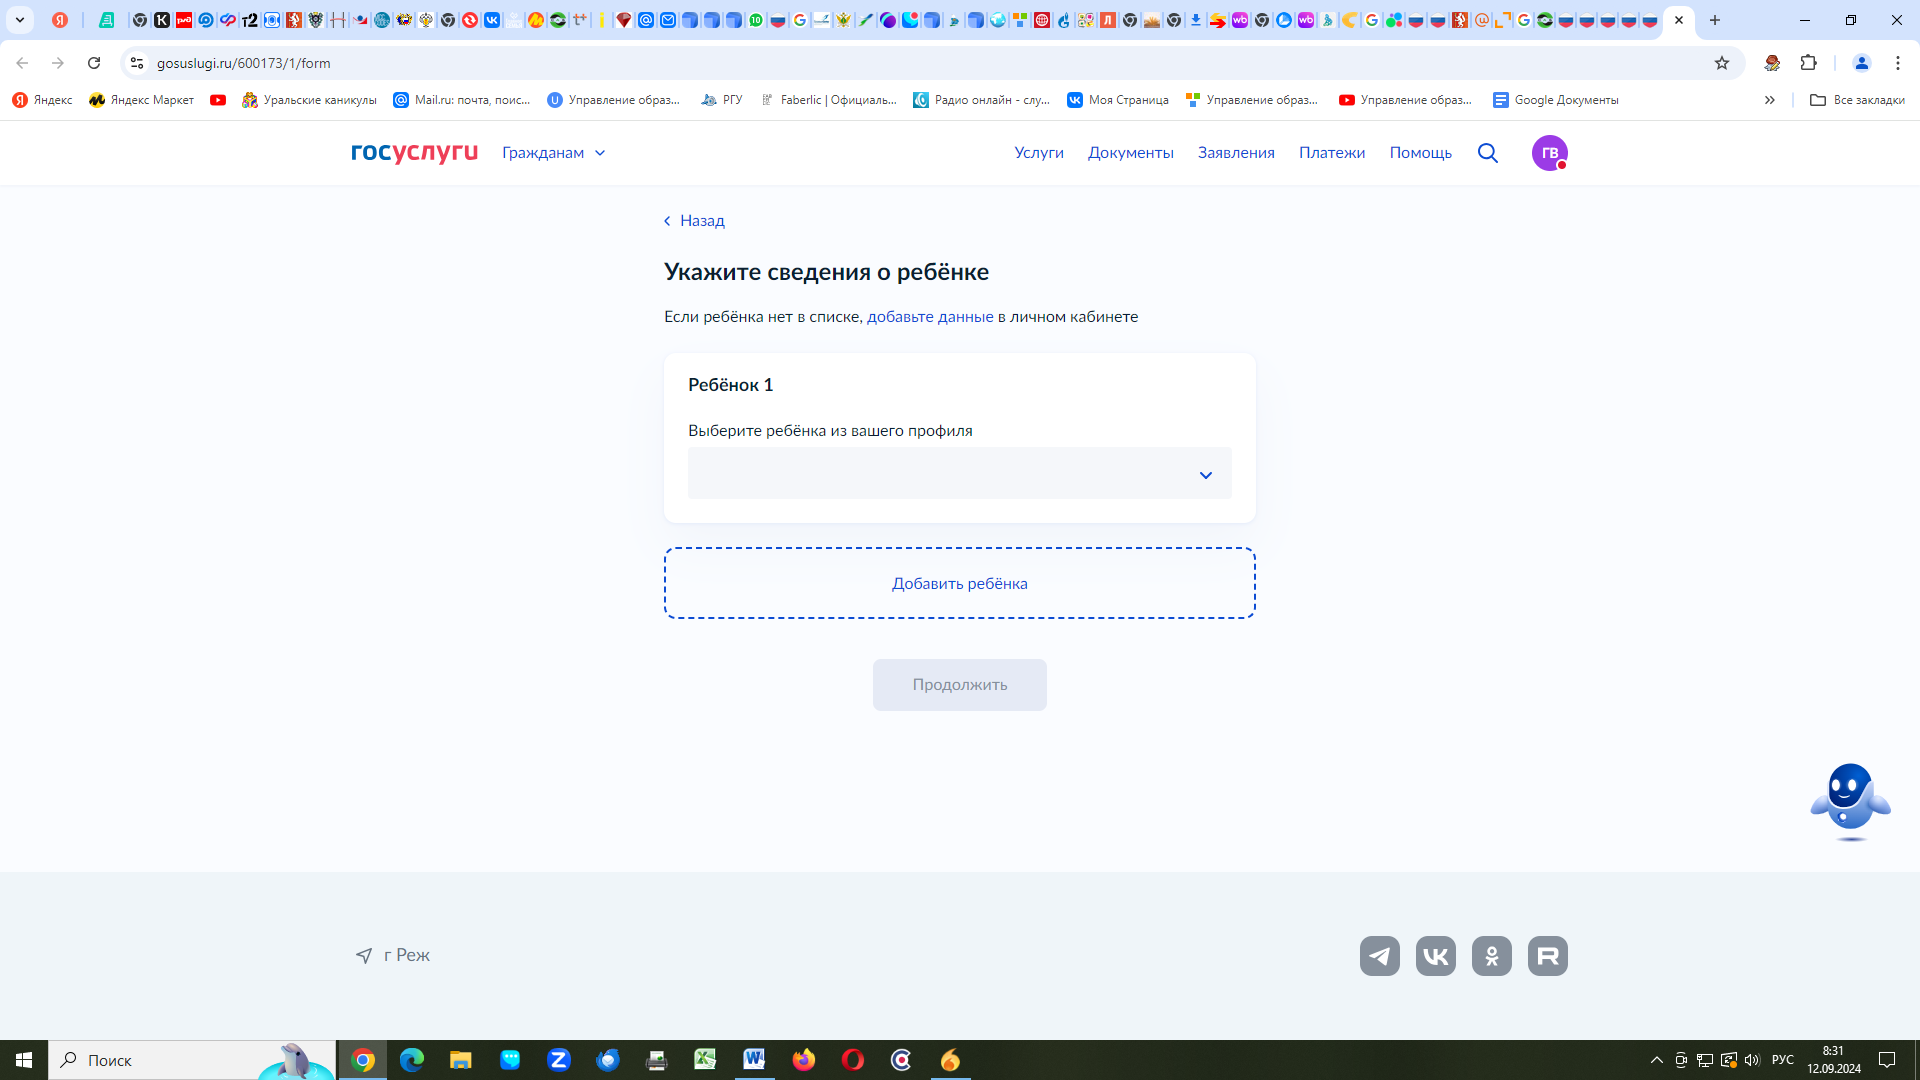 gosuslugi.ru/600173/1/form
Яндекс
Яндекс Маркет
Уральские каникулы
Mail.ru: почта, поис...
Управление образ...
РГУ
Faberlic | Официаль...
Радио онлайн - слу...
Моя Страница
Управление образ...
Управление образ...
Google Документы
Все закладки
госуслуги
Гражданам
Услуги
Документы
Заявления
Платежи
Помощь
ГВ
Назад
Укажите сведения о ребёнке
Если ребёнка нет в списке, добавьте данные в личном кабинете
Ребёнок 1
Выберите ребёнка из вашего профиля
Добавить ребёнка
Продолжить
г Реж
Поиск
РУС
8:31
12.09.2024